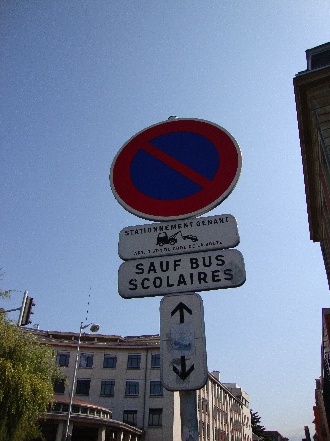 STATIONNEMENT GENANT
SAUF BUS
SCOLAIRES